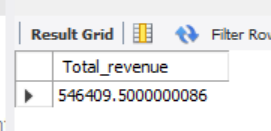 Result Grid Filter Row
Total_revenue
546409.5000000086